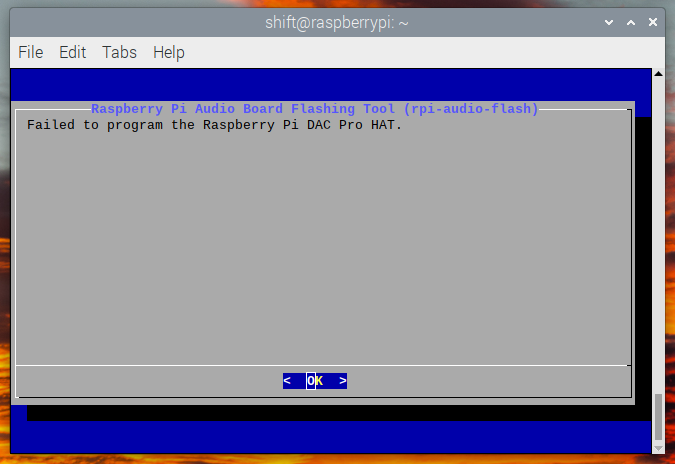 shift@raspberrypi: ~
File Edit Tabs Help
Raspberry Pi Audio Board Flashing Tool (rpi-audio-flash)
Failed to program the Raspberry Pi DAC Pro HAT.
< OK >